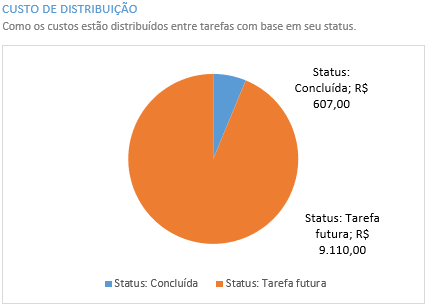 CUSTO DE DISTRIBUIÇÃO
Como os custos estão distribuídos entre tarefas com base em seu status.
Status:
Concluída; R$
607,00
Status: Tarefa
futura; R$
9.110,00
Status: Concluída
Status: Tarefa futura